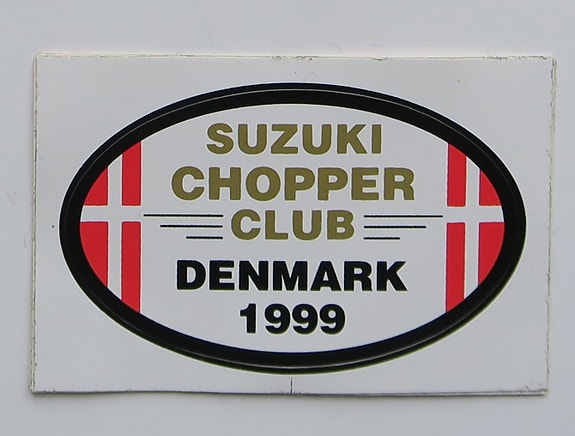 SUZUKI
CHOPPER
CLUB
DENMARK
1999